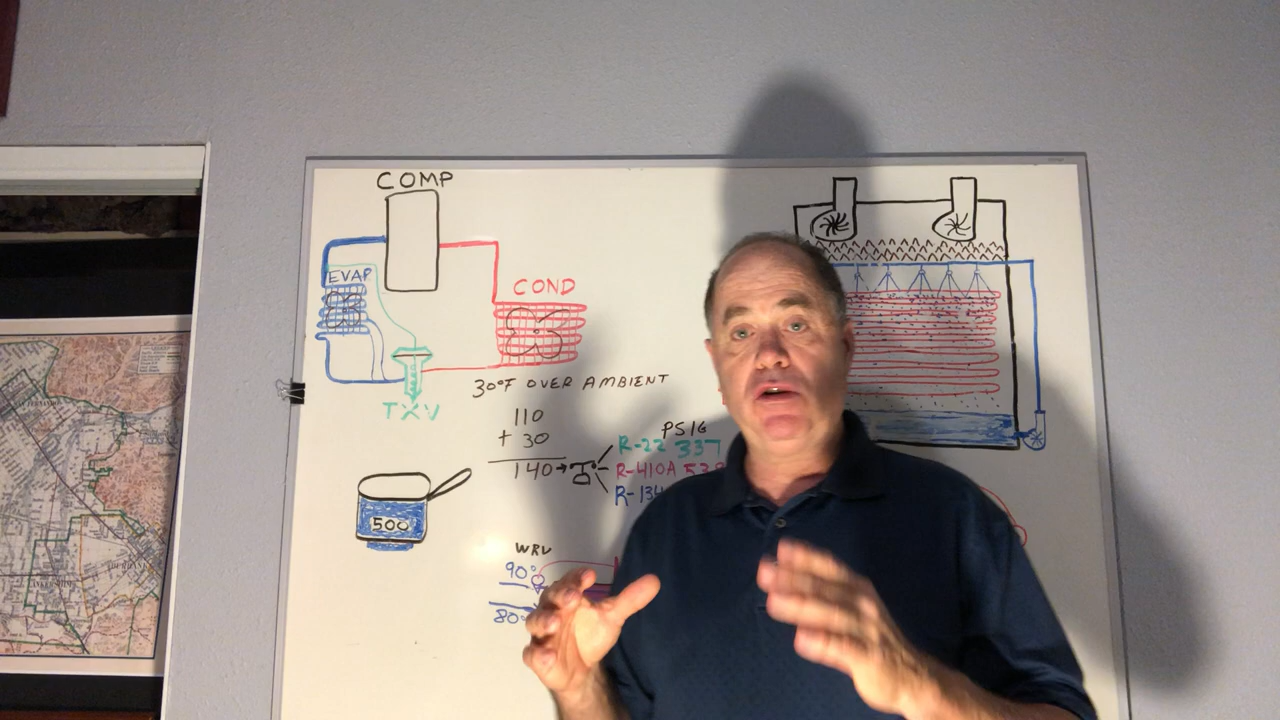 COMP
EVAP
COND
TXV
30°F OVER AMBIENT
110
+ 30
140
PSIG
R-22 337
R-410A
500
WRV
90°
80°